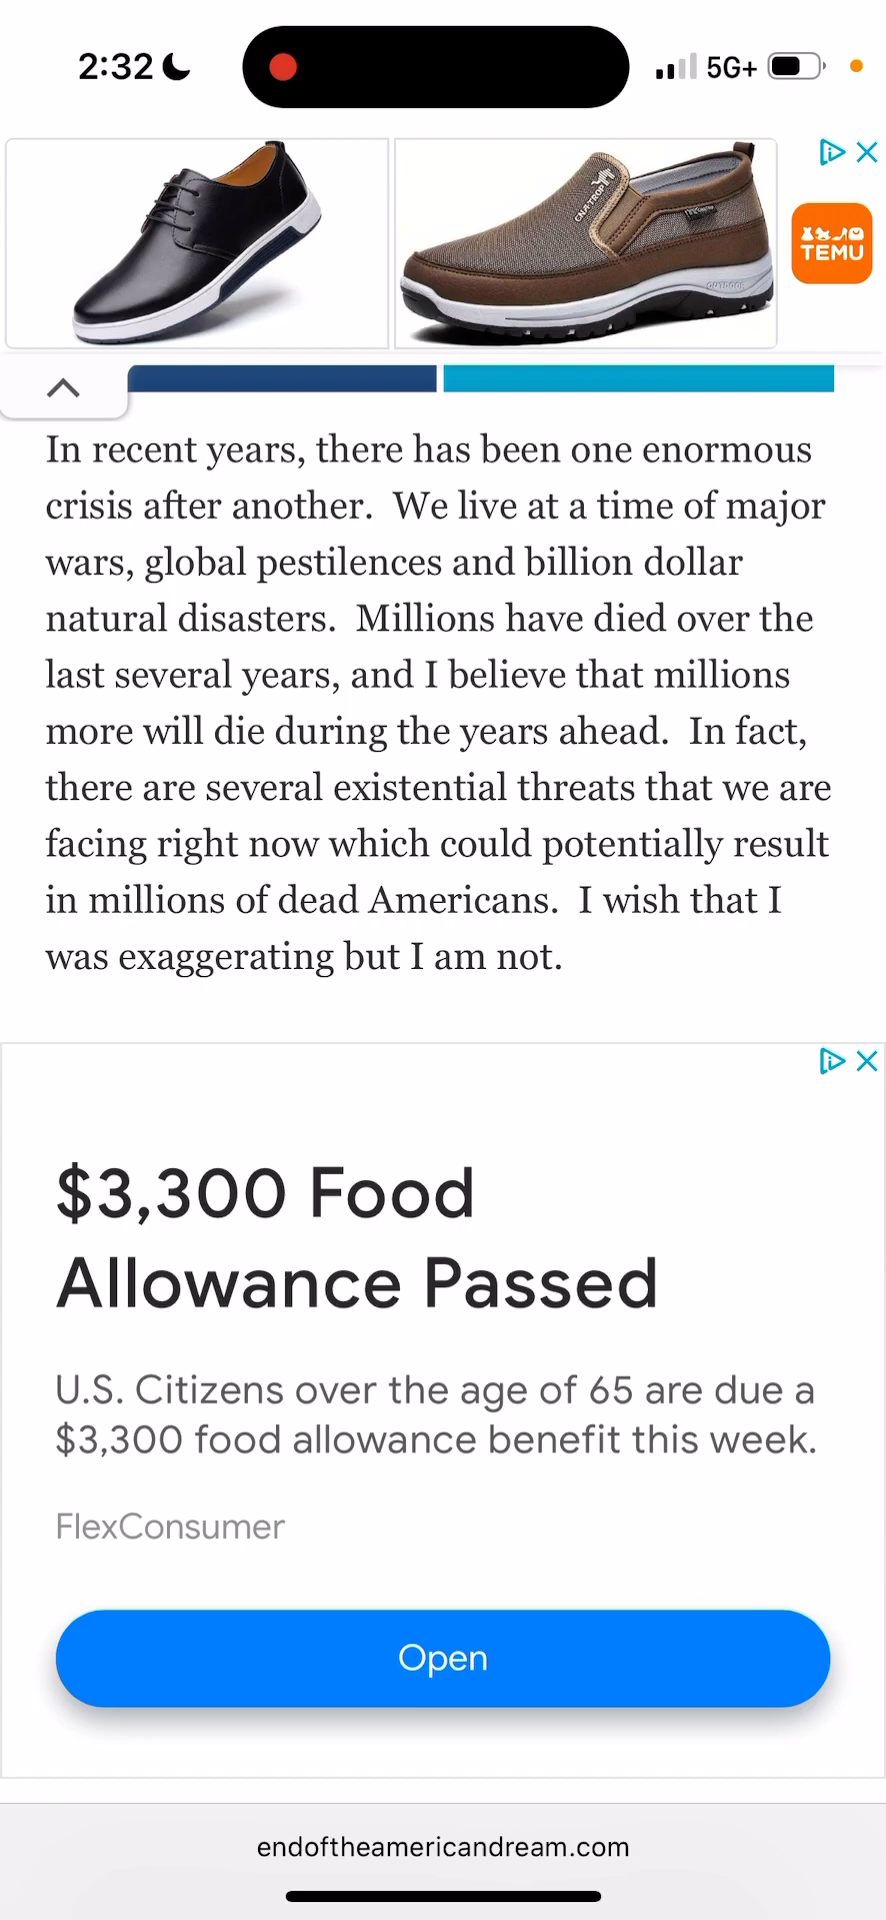 2:32
5G+
CNATROP
OUTDOOR
TEMU
In recent years, there has been one enormous
crisis after another.  We live at a time of major
wars, global pestilences and billion dollar
natural disasters.  Millions have died over the
last several years, and I believe that millions
more will die during the years ahead.  In fact,
there are several existential threats that we are
facing right now which could potentially result
in millions of dead Americans.  I wish that I
was exaggerating but I am not.
$3,300 Food
Allowance Passed
U.S. Citizens over the age of 65 are due a
$3,300 food allowance benefit this week.
FlexConsumer
Open
endoftheamericandream.com